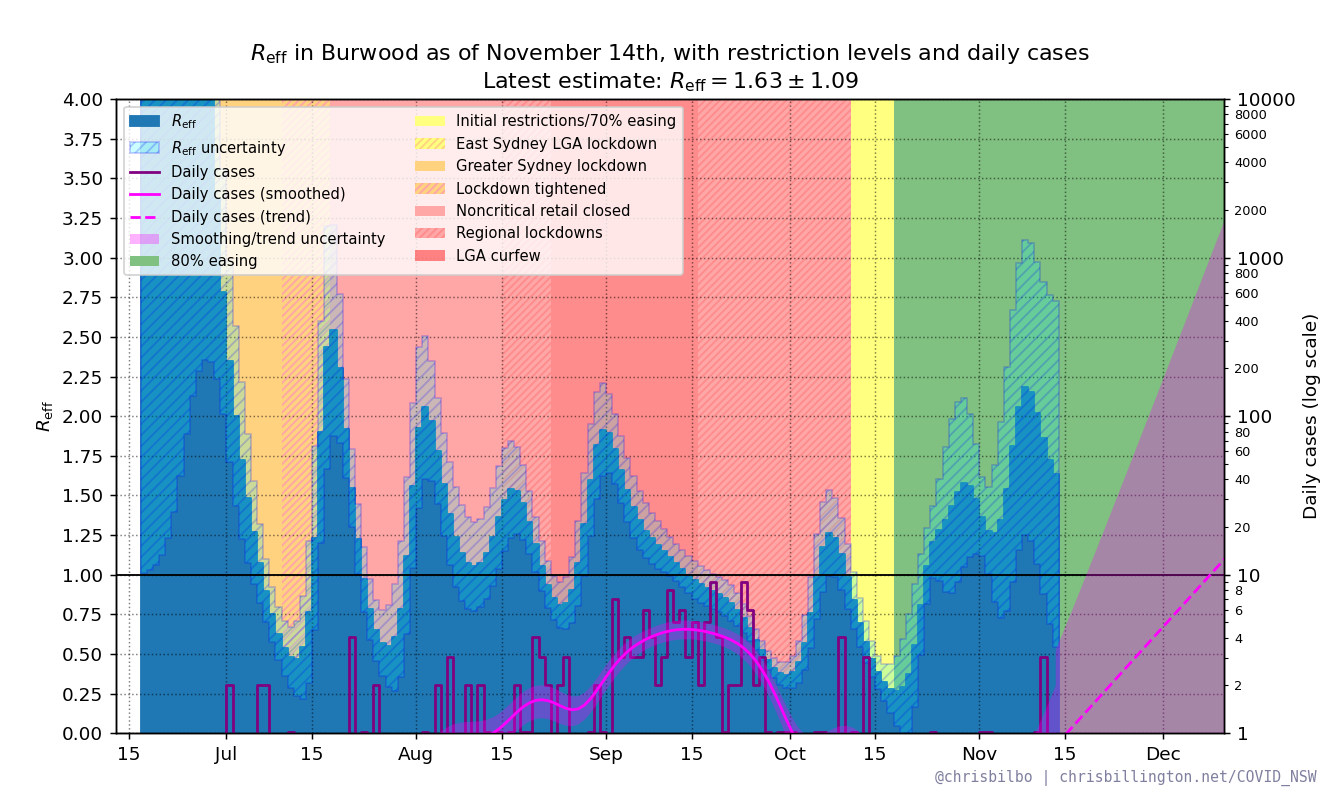 Reff in Burwood as of November 14th, with restriction levels and daily cases
Latest estimate: Reff = 1.63 ± 1.09
Reff
Reff uncertainty
Daily cases
Daily cases (smoothed)
Daily cases (trend)
Smoothing/trend uncertainty
80% easing
Initial restrictions/70% easing
East Sydney LGA lockdown
Greater Sydney lockdown
Lockdown tightened
Noncritical retail closed
Regional lockdowns
LGA curfew
Reff
4.00
3.75
3.50
3.25
3.00
2.75
2.50
2.25
2.00
1.75
1.50
1.25
1.00
0.75
0.50
0.25
0.00
10000
8000
6000
4000
2000
1000
800
600
400
200
100
80
60
40
20
10
8
6
4
2
1
Daily cases (log scale)
15 Jul 15 Aug 15 Sep 15 Oct 15 Nov 15 Dec
@chrisbilbo | chrisbillington.net/COVID_NSW